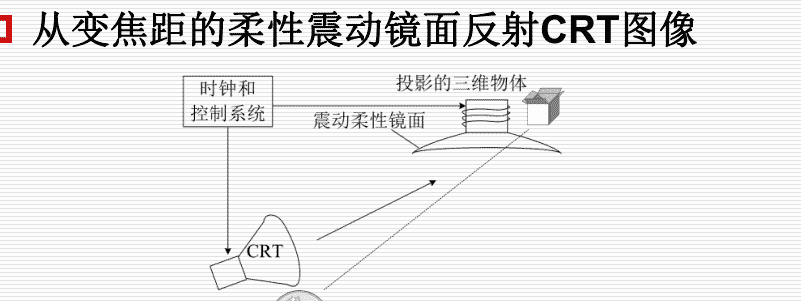 从变焦距的柔性震动镜面反射CRT图像
时钟和
控制系统
投影的三维物体
震动柔性镜面
CRT